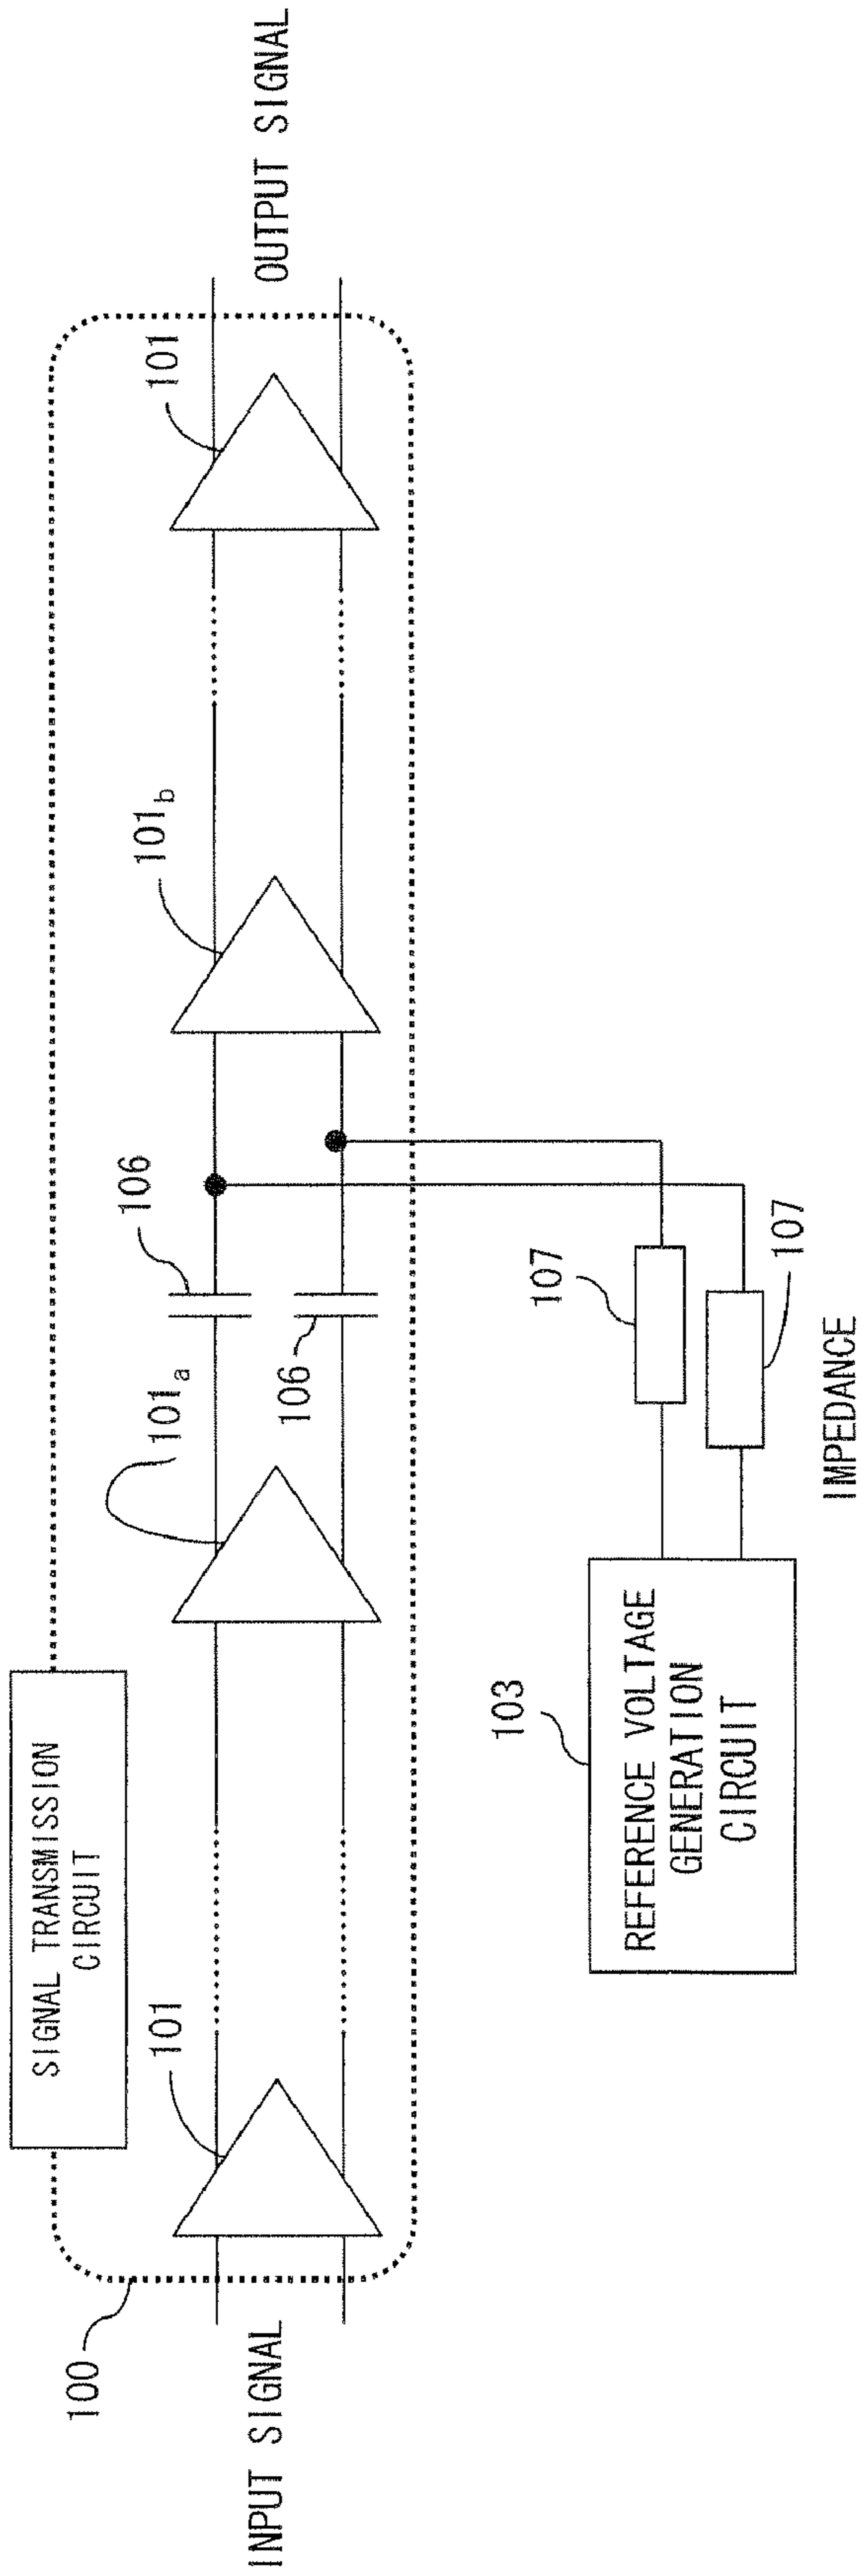 100
SIGNAL TRANSMISSION
CIRCUIT
INPUT SIGNAL
101
101a
106
106
101b
101
OUTPUT SIGNAL
103
REFERENCE VOLTAGE
GENERATION
CIRCUIT
107
107
IMPEDANCE